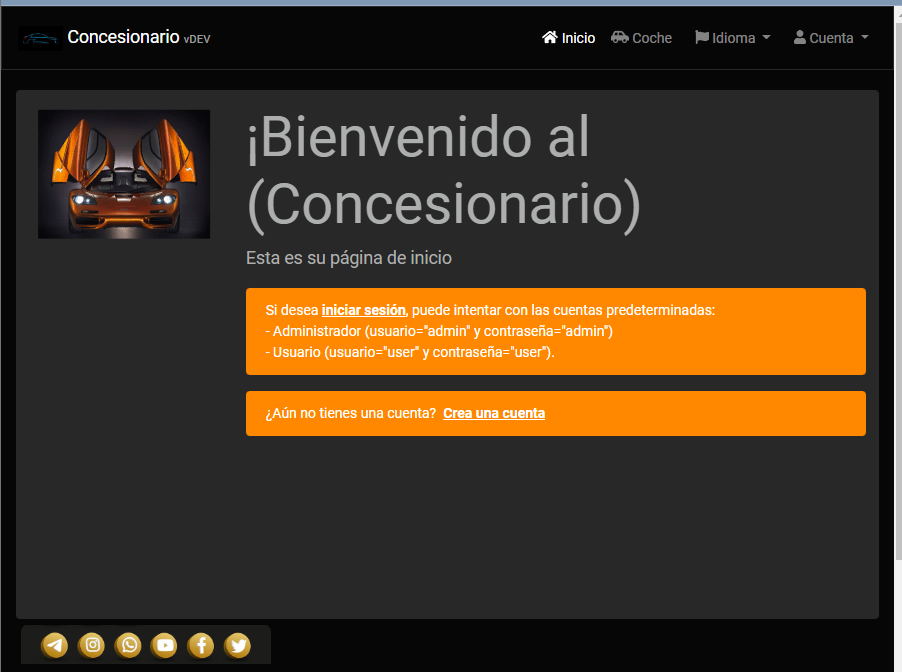 Concesionario vDEV
Inicio Coche Idioma Cuenta
¡Bienvenido al
(Concesionario)
Esta es su página de inicio
Si desea iniciar sesión, puede intentar con las cuentas predeterminadas:
- Administrador (usuario="admin" y contraseña="admin")
- Usuario (usuario="user" y contraseña="user").
¿Aún no tienes una cuenta? Crea una cuenta